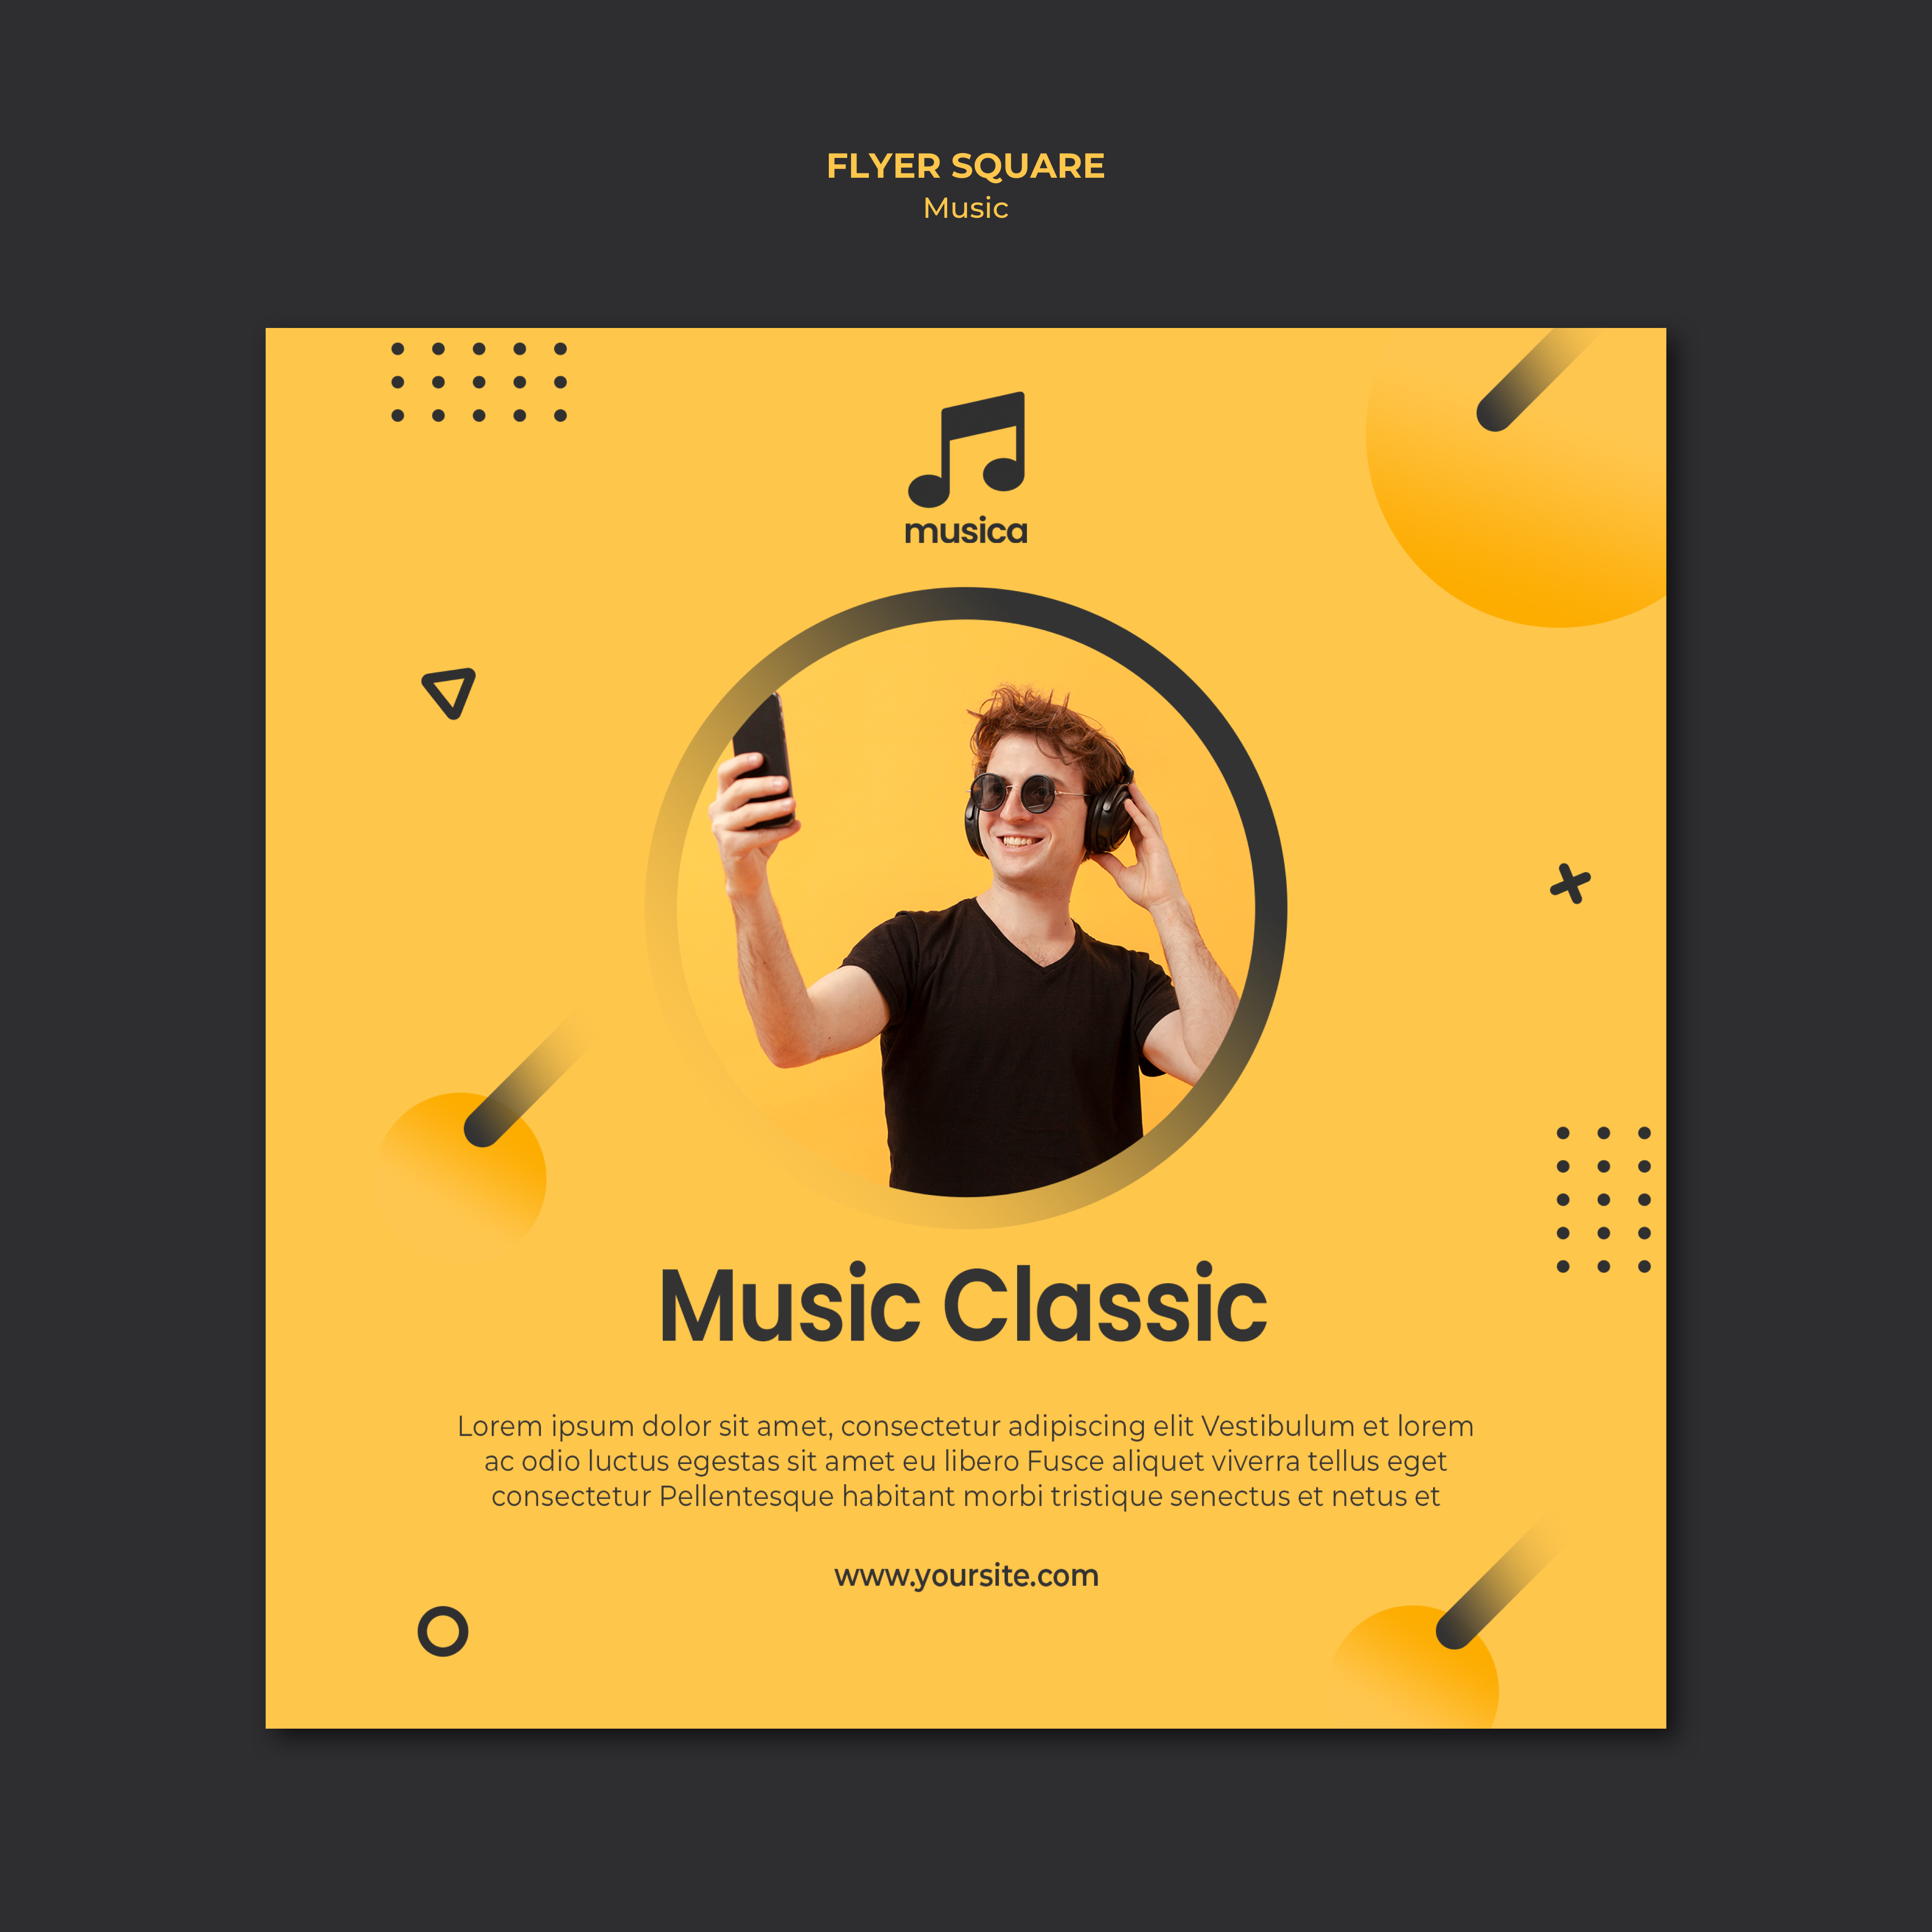 FLYER SQUARE
Music
musica
Music Classic
Lorem ipsum dolor sit amet, consectetur adipiscing elit Vestibulum et lorem
ac odio luctus egestas sit amet eu libero Fusce aliquet viverra tellus eget
consectetur Pellentesque habitant morbi tristique senectus et netus et
www.yoursite.com